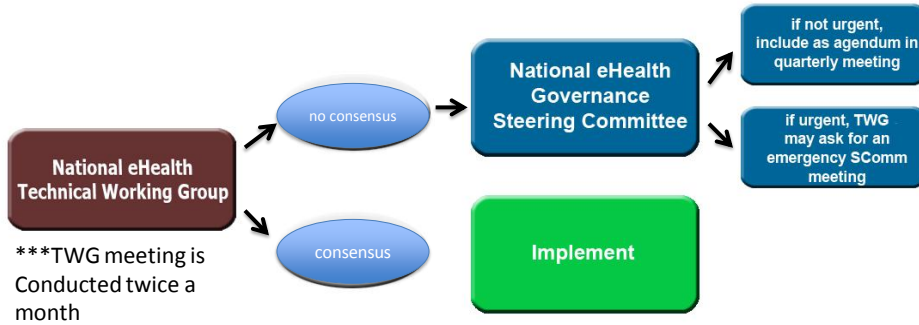 National eHealth
Technical Working Group
***TWG meeting is
Conducted twice a
month
no consensus
consensus
National eHealth
Governance
Steering Committee
Implement
if not urgent,
include as agendum in
quarterly meeting
if urgent, TWG
may ask for an
emergency SComm
meeting